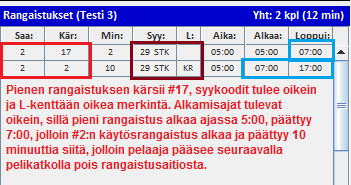 Rangaistukset (Testi 3) Yht: 2 kpl (12 min)
Saa: Kär: Min: Syy: L: Aika: Alkaa: Loppui:
2 17 2 29 STK 05:00 05:00 07:00
2 2 10 29 STK KR 05:00 07:00 17:00
Pienen rangaistuksen kärsii #17, syykoodit tulee oikein
ja L-kenttään oikea merkintä. Alkamisajat tulevat
oikein, sillä pieni rangaistus alkaa ajassa 5:00, päättyy
7:00, jolloin #2:n käytösrangaistus alkaa ja päättyy 10
minuuttia siitä, jolloin pelaaja pääsee seuraavalla
pelikatkolla pois rangaistusaitiosta.